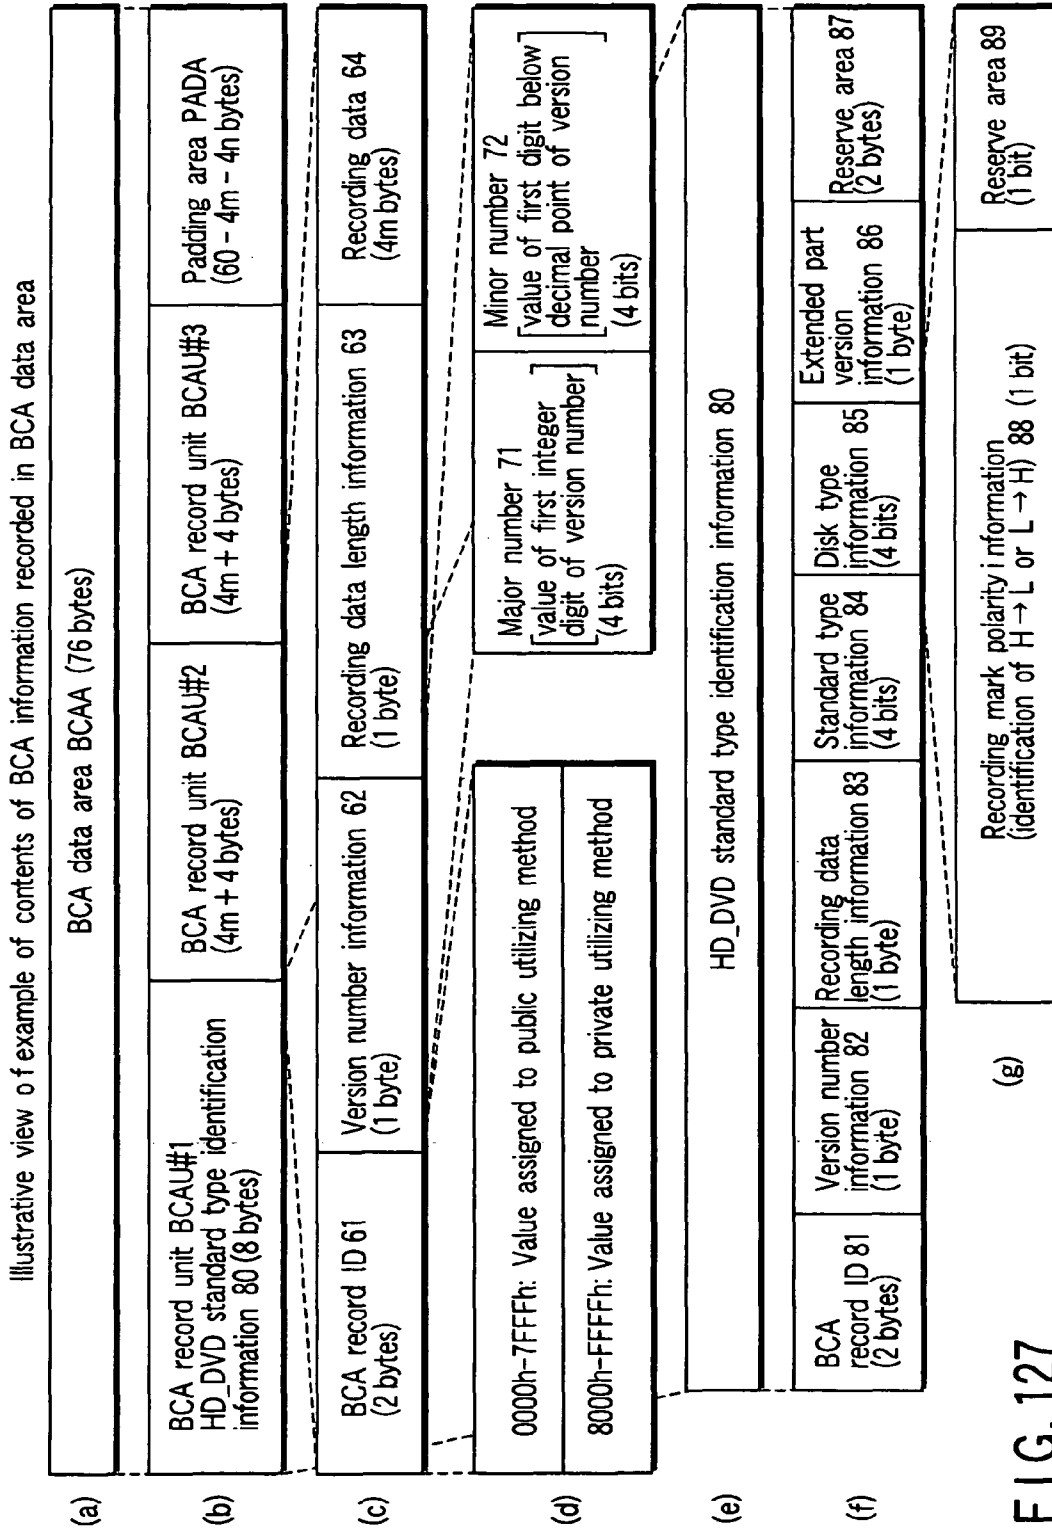 Illustrative view of example of contents of BCA information recorded in BCA data area
(a)
BCA data area BCAA (76 bytes)
(b)
BCA record unit BCAU#1
HD_DVD standard type identification
information 80 (8 bytes)
BCA record unit BCAU#2
(4m + 4 bytes)
BCA record unit BCAU#3
(4m + 4 bytes)
Padding area PADA
(60 - 4m - 4n bytes)
(c)
BCA record ID 61
(2 bytes)
Version number information 62
(1 byte)
Recording data length information 63
(1 byte)
Recording data 64
(4m bytes)
(d)
0000h-7FFFh: Value assigned to public utilizing method
8000h-FFFFh: Value assigned to private utilizing method
Major number 71
[value of first integer
digit of version number]
(4 bits)
Minor number 72
[value of first digit below
decimal point of version
number]
(4 bits)
(e)
HD_DVD standard type identification information 80
(f)
BCA
record ID 81
(2 bytes)
Version number
information 82
(1 byte)
Recording data
length information 83
(1 byte)
Standard type
information 84
(4 bits)
Disk type
information 85
(4 bits)
Extended part
version
information 86
(1 byte)
Reserve area 87
(2 bytes)
(g)
Recording mark polarity information
(identification of H→L or L→H) 88 (1 bit)
Reserve area 89
(1 bit)
FIG. 127